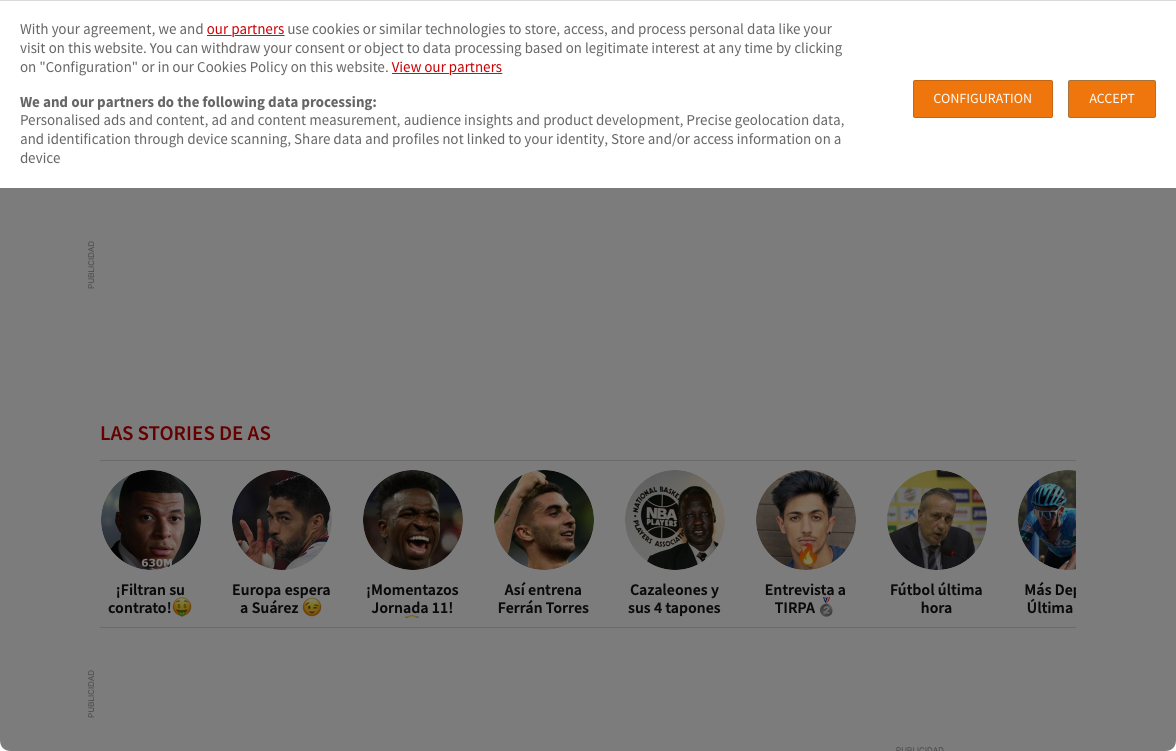 With your agreement, we and our partners use cookies or similar technologies to store, access, and process personal data like your
visit on this website. You can withdraw your consent or object to data processing based on legitimate interest at any time by clicking
on "Configuration" or in our Cookies Policy on this website. View our partners
We and our partners do the following data processing:
Personalised ads and content, ad and content measurement, audience insights and product development, Precise geolocation data,
and identification through device scanning, Share data and profiles not linked to your identity, Store and/or access information on a
device
CONFIGURATION
ACCEPT
PUBLICIDAD
LAS STORIES DE AS
630M
NATIONAL BASKE
NBA
PLAYERS
PLAYERS ASSOCIAT
¡Filtran su
contrato!🤑
Europa espera
a Suárez 😉
¡Momentazos
Jornada 11!
Así entrena
Ferrán Torres
Cazaleones y
sus 4 tapones
Entrevista a
TIRPA 🥈
Fútbol última
hora
Más Dep
Última
PUBLICIDAD
PUBLICIDAD